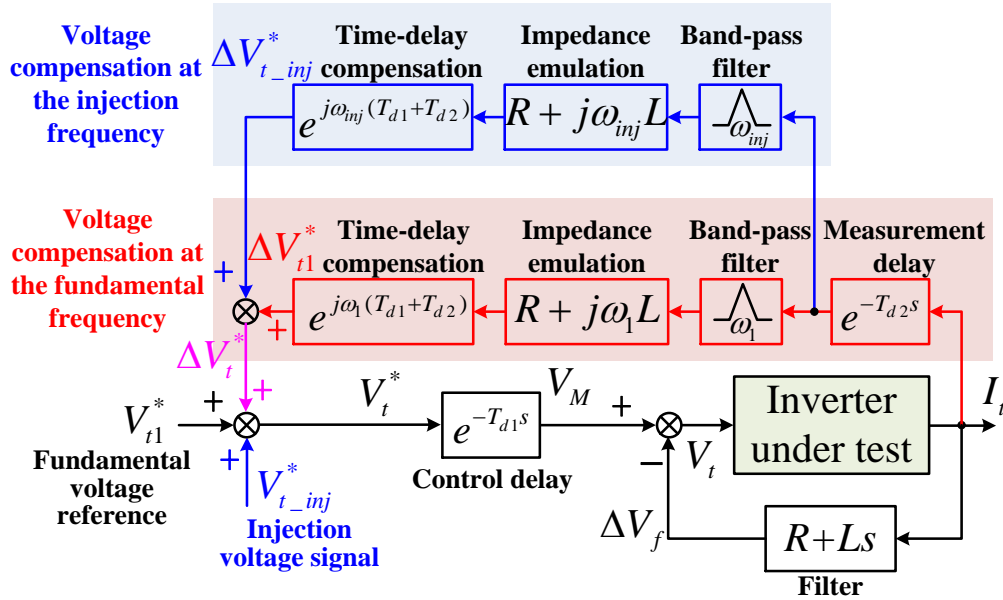 Voltage
compensation at
the injection
frequency
ΔV*t_inj
Time-delay
compensation
Impedance
emulation
Band-pass
filter
e^jω_inj(T_d1+T_d2)
R + jω_inj L
ω_inj
Voltage
compensation at
the fundamental
frequency
ΔV*t1
Time-delay
compensation
Impedance
emulation
Band-pass
filter
Measurement
delay
+
+
e^jω_1(T_d1+T_d2)
R + jω_1 L
ω_1
e^-T_d2 s
ΔV*t
+
+
+
V*t1
Fundamental
voltage
reference
V*t_inj
Injection
voltage signal
V*t
e^-T_d1 s
Control delay
V_M
+
−
V_t
Inverter
under test
I_t
ΔV_f
R+Ls
Filter